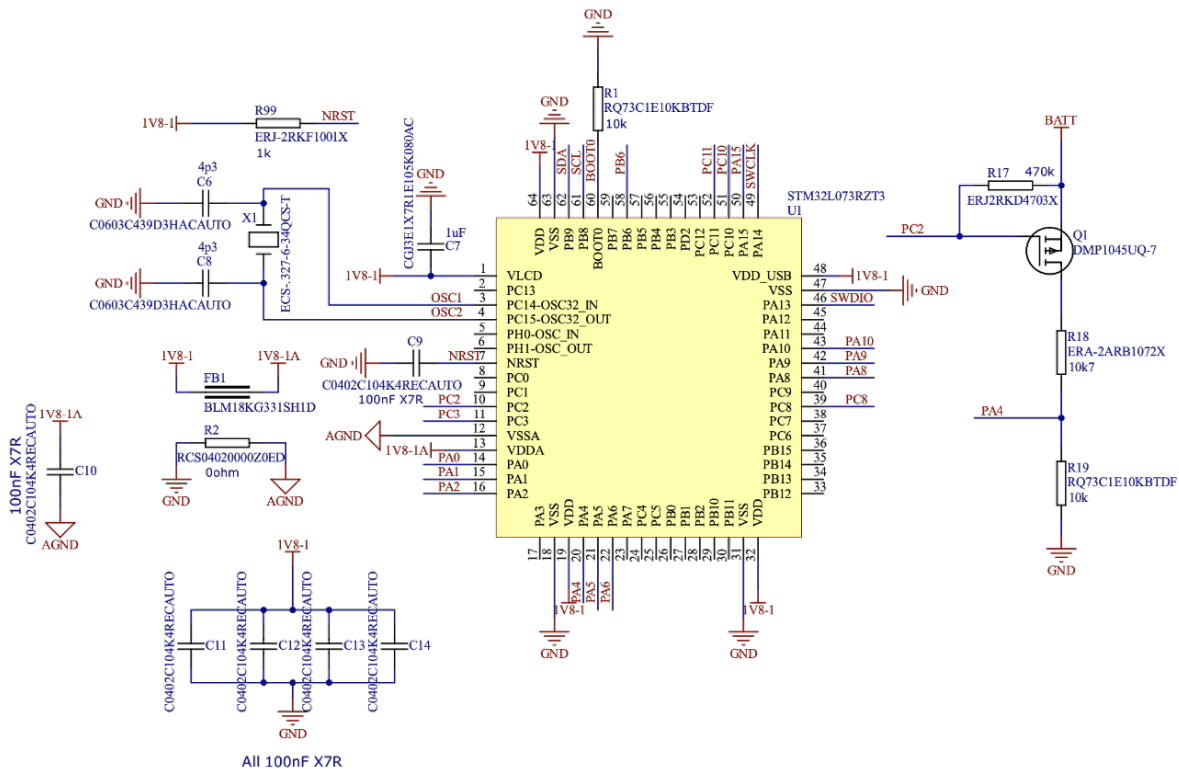 GND
R1
RQ73C1E10KBTDF
10k
R99
1V8-1
NRST
ERJ-2RKF1001X
1k
GND
1V8-1
SDA
SCL
BOOT0
PB6
PC11
PC10
PA15
SWCLK
BATT
R17
470k
ERJ2RKD4703X
PC2
Q1
DMP1045UQ-7
4p3
C6
GND
C0603C439D3HACAUTO
X1
ECS-.327-6-34QCS-T
4p3
C8
GND
C0603C439D3HACAUTO
CGJ3E1X7R1E105K080AC
GND
1uF
C7
1V8-1
OSC1
OSC2
64 63 62 61 60 59 58 57 56 55 54 53 52 51 50 49
STM32L073RZT3
U1
VDD
VSS
PB9
PB8
BOOT0
PB7
PB6
PB5
PB4
PB3
PD2
PC12
PC11
PC10
PA15
PA14
1 VLCD
2 PC13
3 PC14-OSC32_IN
4 PC15-OSC32_OUT
5 PH0-OSC_IN
6 PH1-OSC_OUT
7 NRST
8 PC0
9 PC1
10 PC2
11 PC3
12 VSSA
13 VDDA
14 PA0
15 PA1
16 PA2
VDD_USB 48
VSS 47
PA13 46
PA12 45
PA11 44
PA10 43
PA9 42
PA8 41
PC9 40
PC8 39
PC7 38
PC6 37
PB15 36
PB14 35
PB13 34
PB12 33
1V8-1
GND
SWDIO
PA10
PA9
PA8
PC8
C9
GND
NRST
C0402C104K4RECAUTO
100nF X7R
PC2
PC3
AGND
1V8-1A
PA0
PA1
PA2
PA3
VSS
VDD
PA4
PA5
PA6
PA7
PC4
PC5
PB0
PB1
PB2
PB10
PB11
VSS
VDD
17 18 19 20 21 22 23 24 25 26 27 28 29 30 31 32
PA4
PA5
PA6
1V8-1
GND
1V8-1
GND
R18
ERA-2ARB1072X
10k7
PA4
R19
RQ73C1E10KBTDF
10k
GND
1V8-1
1V8-1A
FB1
BLM18KG331SH1D
R2
RCS04020000Z0ED
0ohm
GND
AGND
1V8-1A
100nF X7R
C0402C104K4RECAUTO
C10
AGND
1V8-1
C0402C104K4RECAUTO
C11
C0402C104K4RECAUTO
C12
C0402C104K4RECAUTO
C13
C0402C104K4RECAUTO
C14
GND
All 100nF X7R